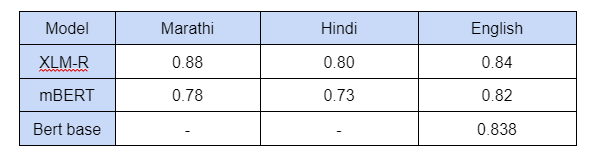 Model Marathi Hindi English
XLM-R 0.88 0.80 0.84
mBERT 0.78 0.73 0.82
Bert base - - 0.838